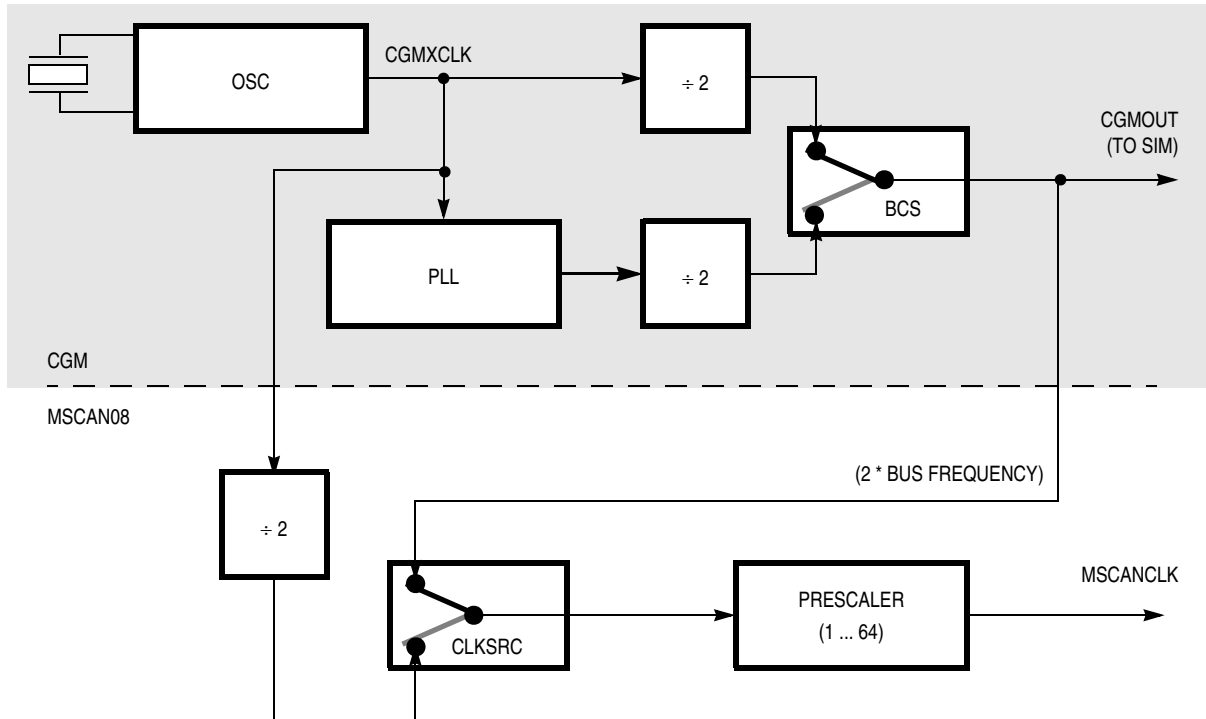 CGMXCLK
OSC
÷ 2
CGMOUT
(TO SIM)
BCS
PLL
÷ 2
CGM
MSCAN08
(2 * BUS FREQUENCY)
÷ 2
MSCANCLK
PRESCALER
(1 ... 64)
CLKSRC